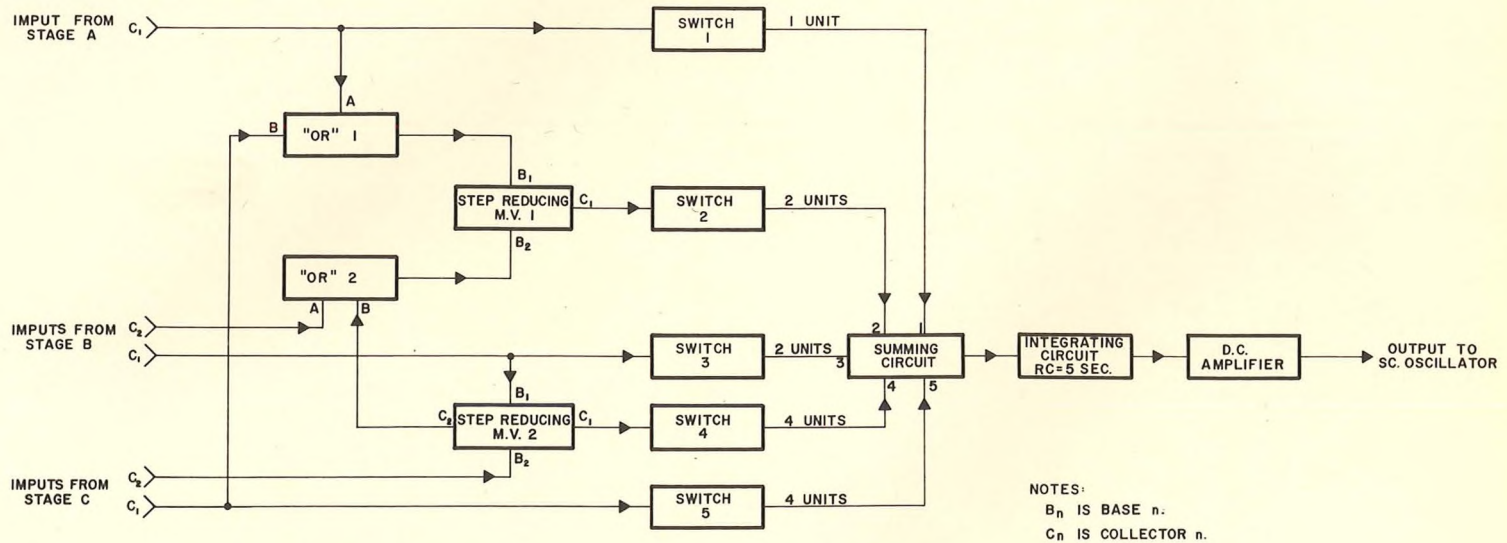 IMPUT FROM
STAGE A
C₁
SWITCH
1
1 UNIT
A
B
"OR" 1
B₁
STEP REDUCING
M.V. 1
C₁
SWITCH
2
2 UNITS
B₂
"OR" 2
A
B
IMPUTS FROM
STAGE B
C₂
C₁
SWITCH
3
2 UNITS
2
1
3
SUMMING
CIRCUIT
4
5
INTEGRATING
CIRCUIT
RC=5 SEC.
D.C.
AMPLIFIER
OUTPUT TO
SC. OSCILLATOR
B₁
C₂
STEP REDUCING
M.V. 2
C₁
SWITCH
4
4 UNITS
B₂
IMPUTS FROM
STAGE C
C₂
C₁
SWITCH
5
4 UNITS
NOTES:
Bₙ IS BASE n.
Cₙ IS COLLECTOR n.